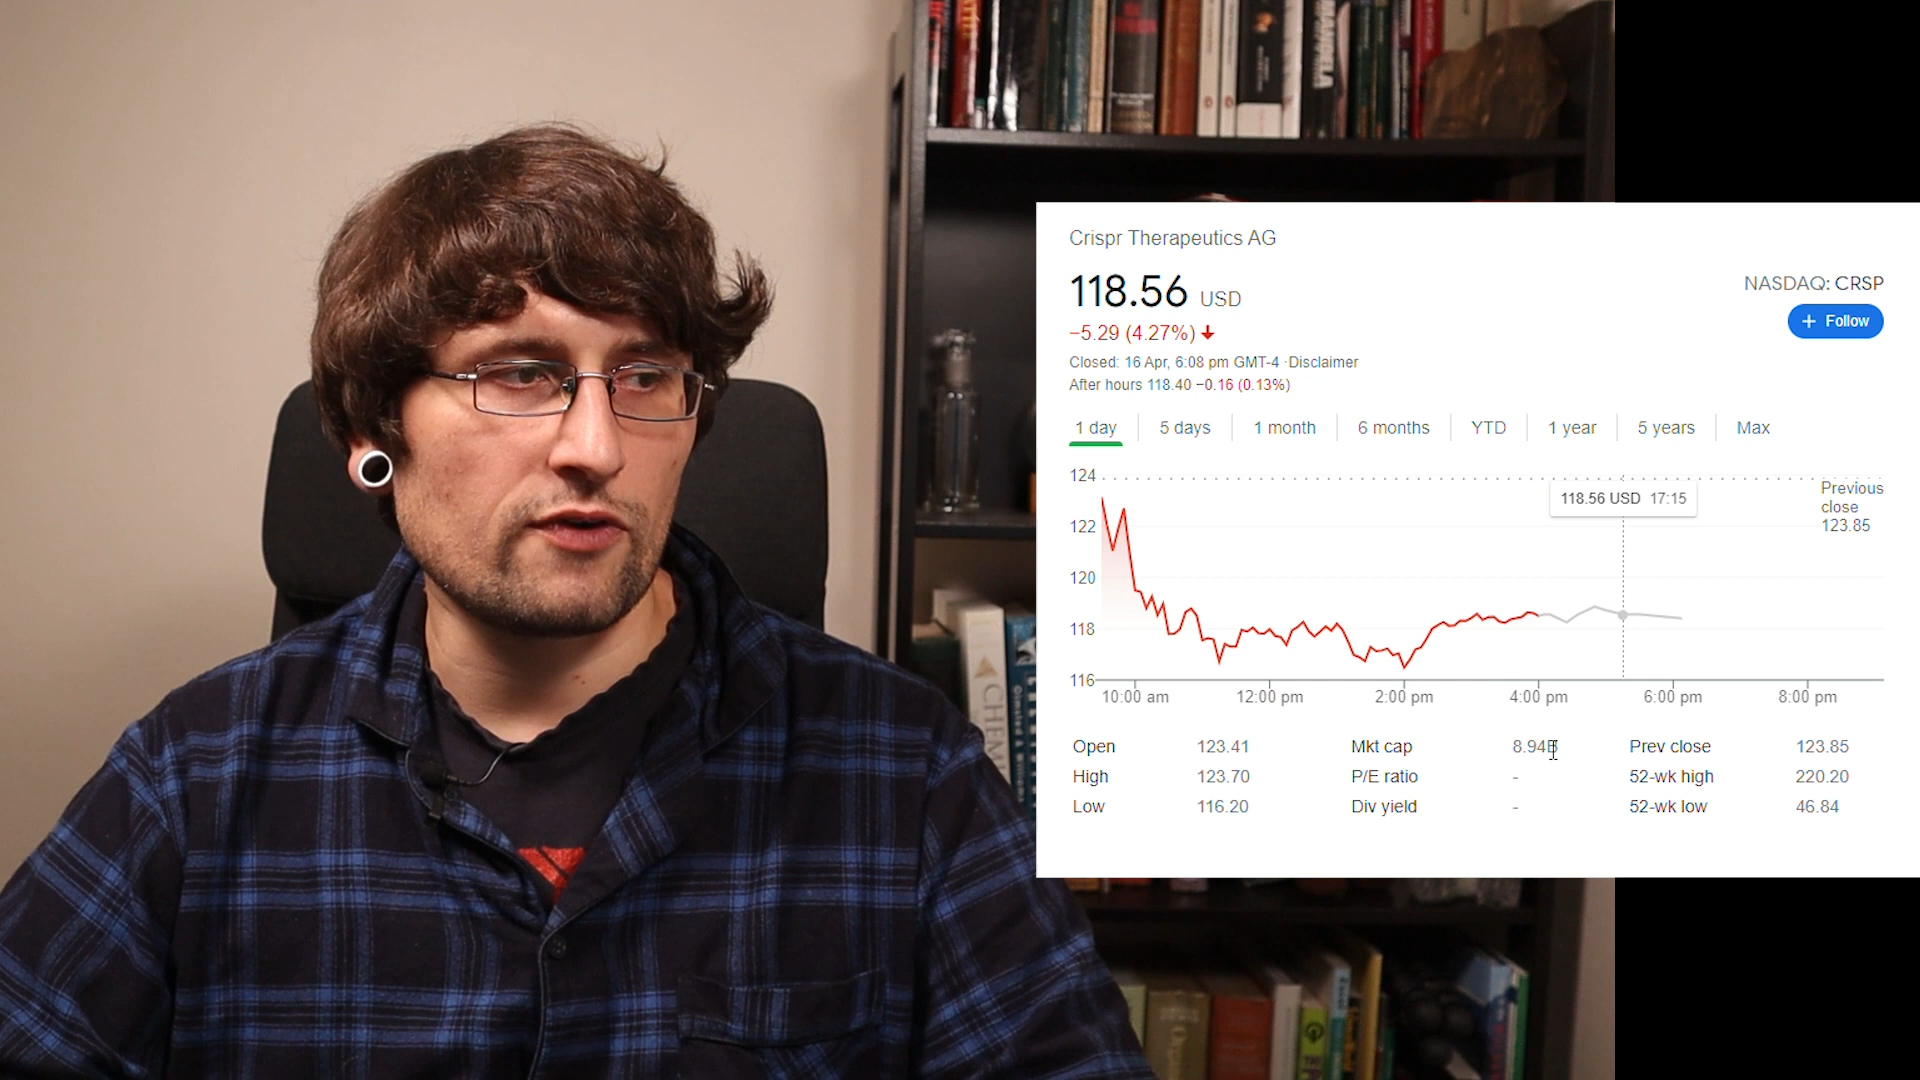 MANDELA
CHEM
Crispr Therapeutics AG
118.56 USD
NASDAQ: CRSP
−5.29 (4.27%)
+ Follow
Closed: 16 Apr, 6:08 pm GMT-4 ·Disclaimer
After hours 118.40 −0.16 (0.13%)
1 day 5 days 1 month 6 months YTD 1 year 5 years Max
124
122
120
118
116
118.56 USD 17:15
Previous
close
123.85
10:00 am 12:00 pm 2:00 pm 4:00 pm 6:00 pm 8:00 pm
Open 123.41 Mkt cap 8.94B Prev close 123.85
High 123.70 P/E ratio - 52-wk high 220.20
Low 116.20 Div yield - 52-wk low 46.84